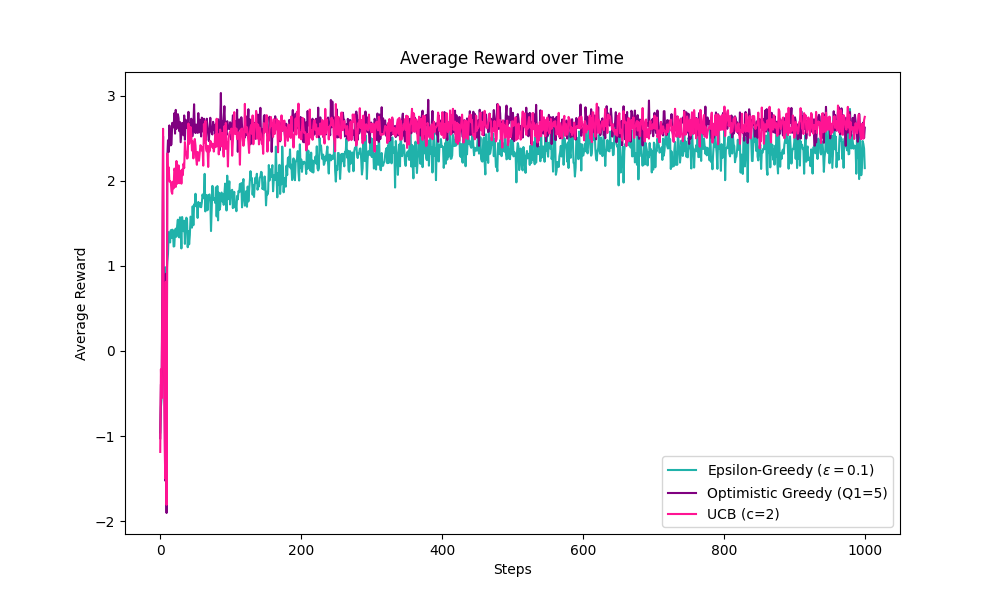 Average Reward over Time
Average Reward
3
2
1
0
−1
−2
0 200 400 600 800 1000
Steps
Epsilon-Greedy (ε = 0.1)
Optimistic Greedy (Q1=5)
UCB (c=2)